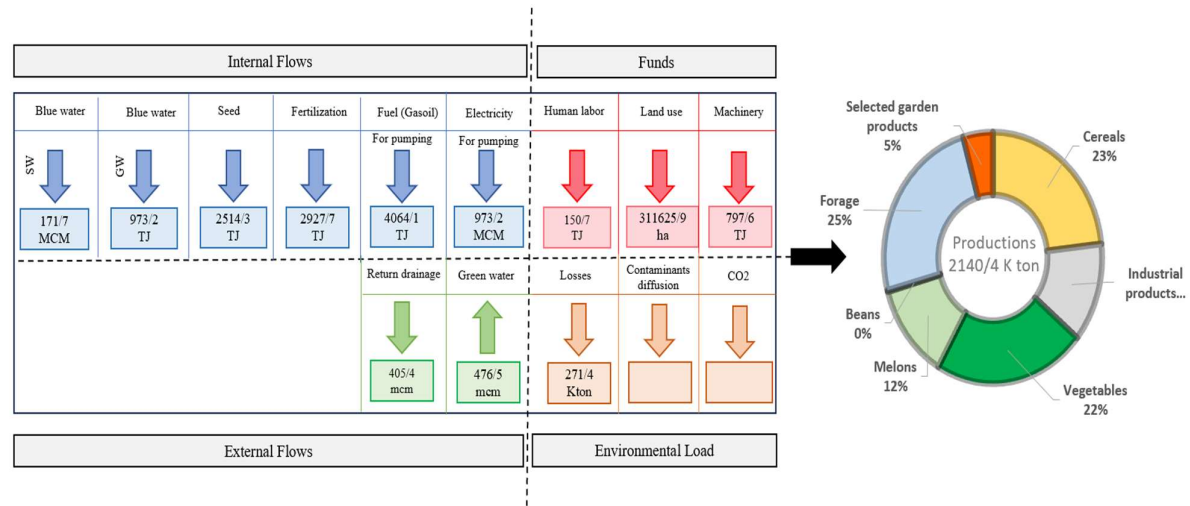 Internal Flows
Funds
Blue water
Blue water
Seed
Fertilization
Fuel (Gasoil)
Electricity
Human labor
Land use
Machinery
For pumping
For pumping
SW
GW
171/7
MCM
973/2
TJ
2514/3
TJ
2927/7
TJ
4064/1
TJ
973/2
MCM
150/7
TJ
311625/9
ha
797/6
TJ
Return drainage
Green water
Losses
Contaminants
diffusion
CO2
405/4
mcm
476/5
mcm
271/4
Kton
External Flows
Environmental Load
Selected garden
products
5%
Cereals
23%
Forage
25%
Productions
2140/4 K ton
Industrial
products...
Beans
0%
Melons
12%
Vegetables
22%